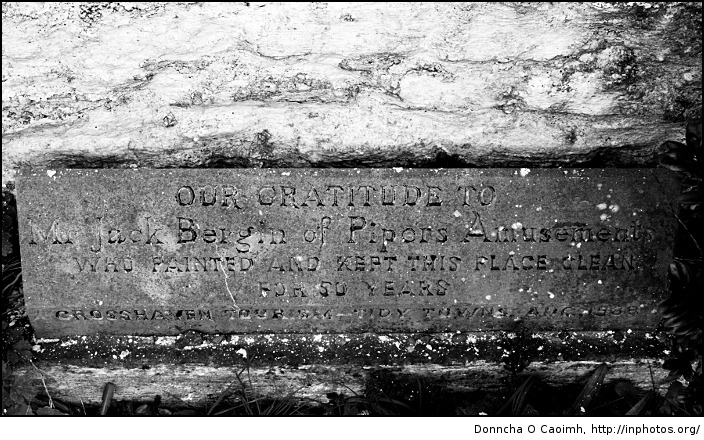 OUR GRATITUDE TO
Mr Jack Bergin of Pipors Amusements
WHO PAINTED AND KEPT THIS PLACE CLEAN
FOR 50 YEARS
CROSSHAVEN TOURISM - TIDY TOWNS. AUG.
Donncha O Caoimh, http://inphotos.org/